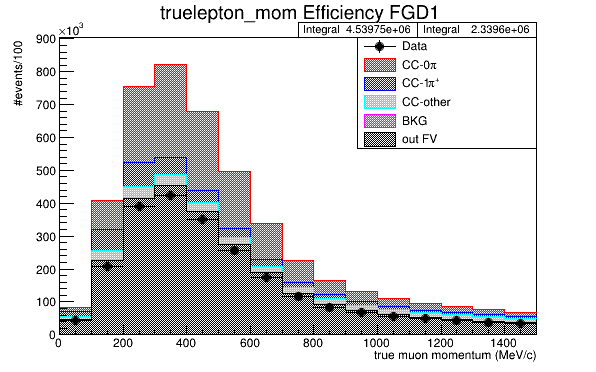 truelepton_mom Efficiency FGD1
Integral 4.53975e+06 Integral 2.3396e+06
×10³
#events/100
900
800
700
600
500
400
300
200
100
0
Data
CC-0π
CC-1π⁺
CC-other
BKG
out FV
0 200 400 600 800 1000 1200 1400
true muon momentum (MeV/c)